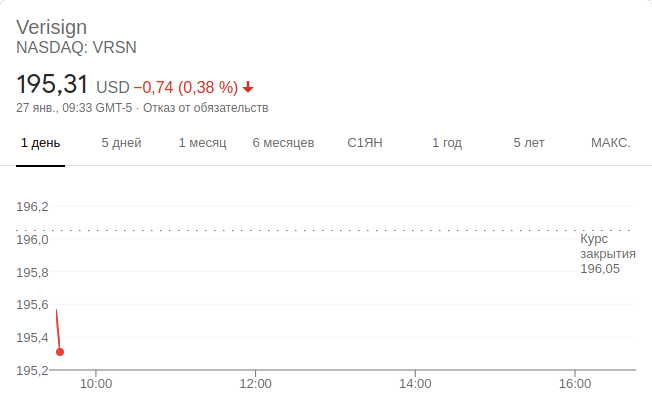 Verisign
NASDAQ: VRSN
195,31 USD −0,74 (0,38 %)
27 янв., 09:33 GMT-5 · Отказ от обязательств
1 день 5 дней 1 месяц 6 месяцев С1ЯН 1 год 5 лет МАКС.
196,2
196,0
Курс
закрытия
196,05
195,8
195,6
195,4
195,2
10:00 12:00 14:00 16:00